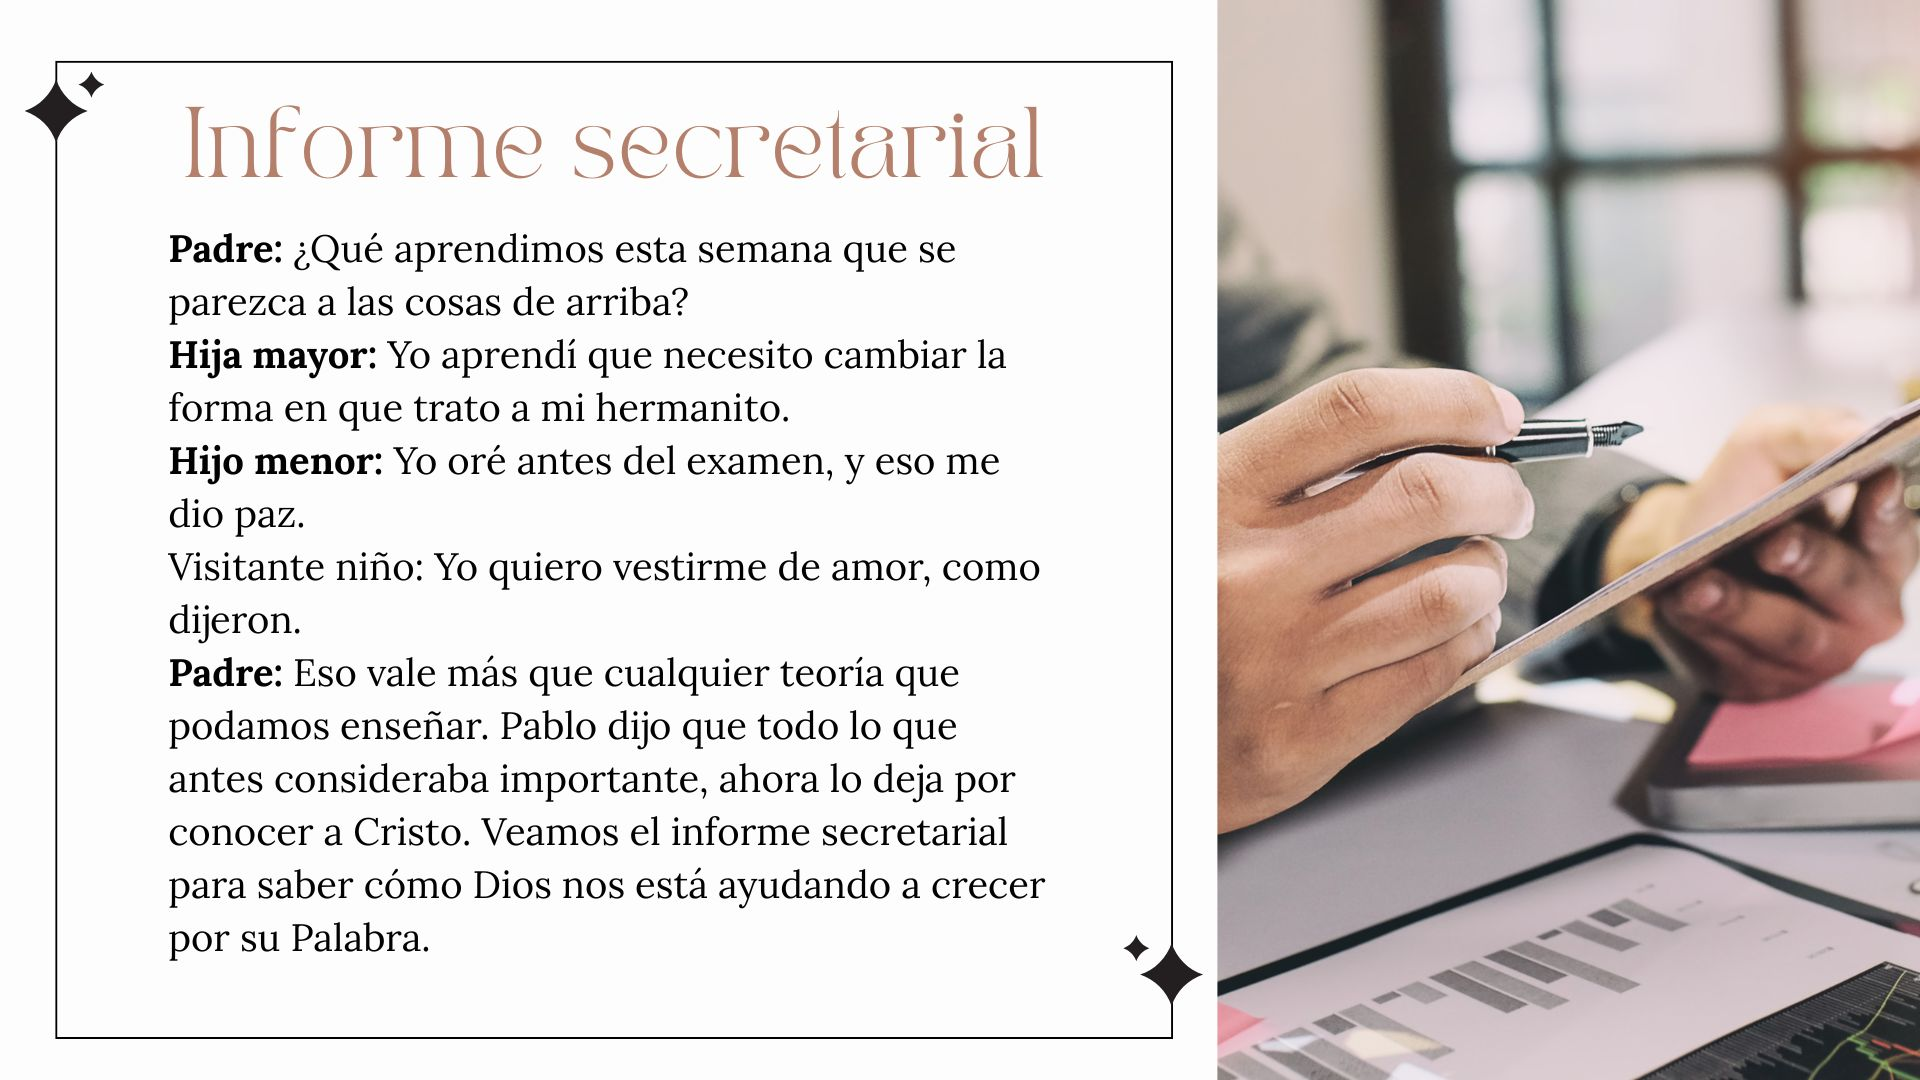 Informe secretarial
Padre: ¿Qué aprendimos esta semana que se
parezca a las cosas de arriba?
Hija mayor: Yo aprendí que necesito cambiar la
forma en que trato a mi hermanito.
Hijo menor: Yo oré antes del examen, y eso me
dio paz.
Visitante niño: Yo quiero vestirme de amor, como
dijeron.
Padre: Eso vale más que cualquier teoría que
podamos enseñar. Pablo dijo que todo lo que
antes consideraba importante, ahora lo deja por
conocer a Cristo. Veamos el informe secretarial
para saber cómo Dios nos está ayudando a crecer
por su Palabra.